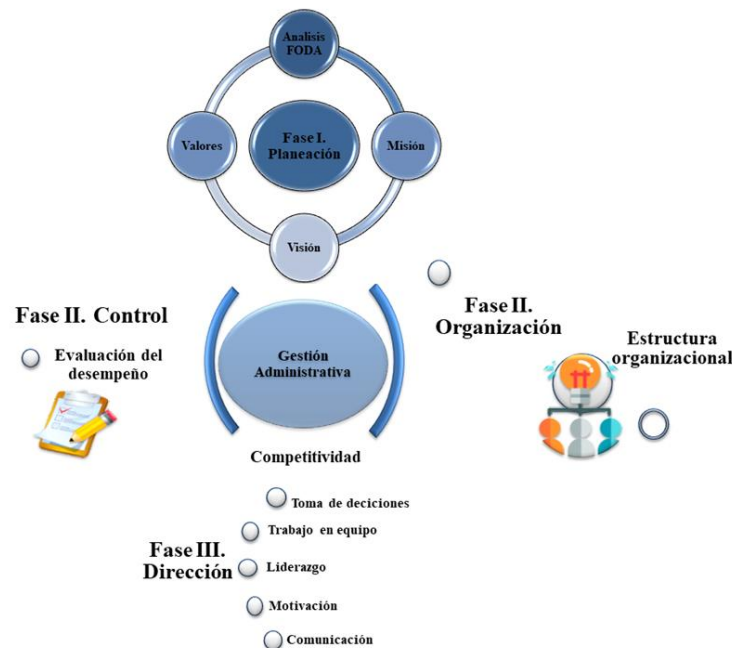 Analisis
FODA
Valores
Fase I.
Planeación
Misión
Visión
Fase II. Control
Evaluación del
desempeño
Gestión
Administrativa
Fase II.
Organización
Estructura
organizacional
Competitividad
Fase III.
Dirección
Toma de deciciones
Trabajo en equipo
Liderazgo
Motivación
Comunicación